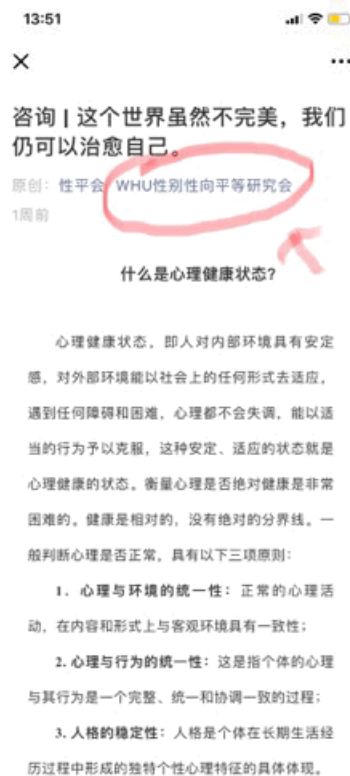 13:51
咨询 | 这个世界虽然不完美，我们
仍可以治愈自己。
原创： 性平会 WHU性别性向平等研究会
1周前
什么是心理健康状态?
心理健康状态，即人对内部环境具有安定
感，对外部环境能以社会上的任何形式去适应，
遇到任何障碍和困难，心理都不会失调，能以适
当的行为予以克服，这种安定、适应的状态就是
心理健康的状态。衡量心理是否绝对健康是非常
困难的。健康是相对的，没有绝对的分界线。一
般判断心理是否正常，具有以下三项原则：
1．心理与环境的统一性：正常的心理活
动，在内容和形式上与客观环境具有一致性；
2. 心理与行为的统一性：这是指个体的心理
与其行为是一个完整、统一和协调一致的过程；
3. 人格的稳定性：人格是个体在长期生活经
历过程中形成的独特个性心理特征的具体体现。